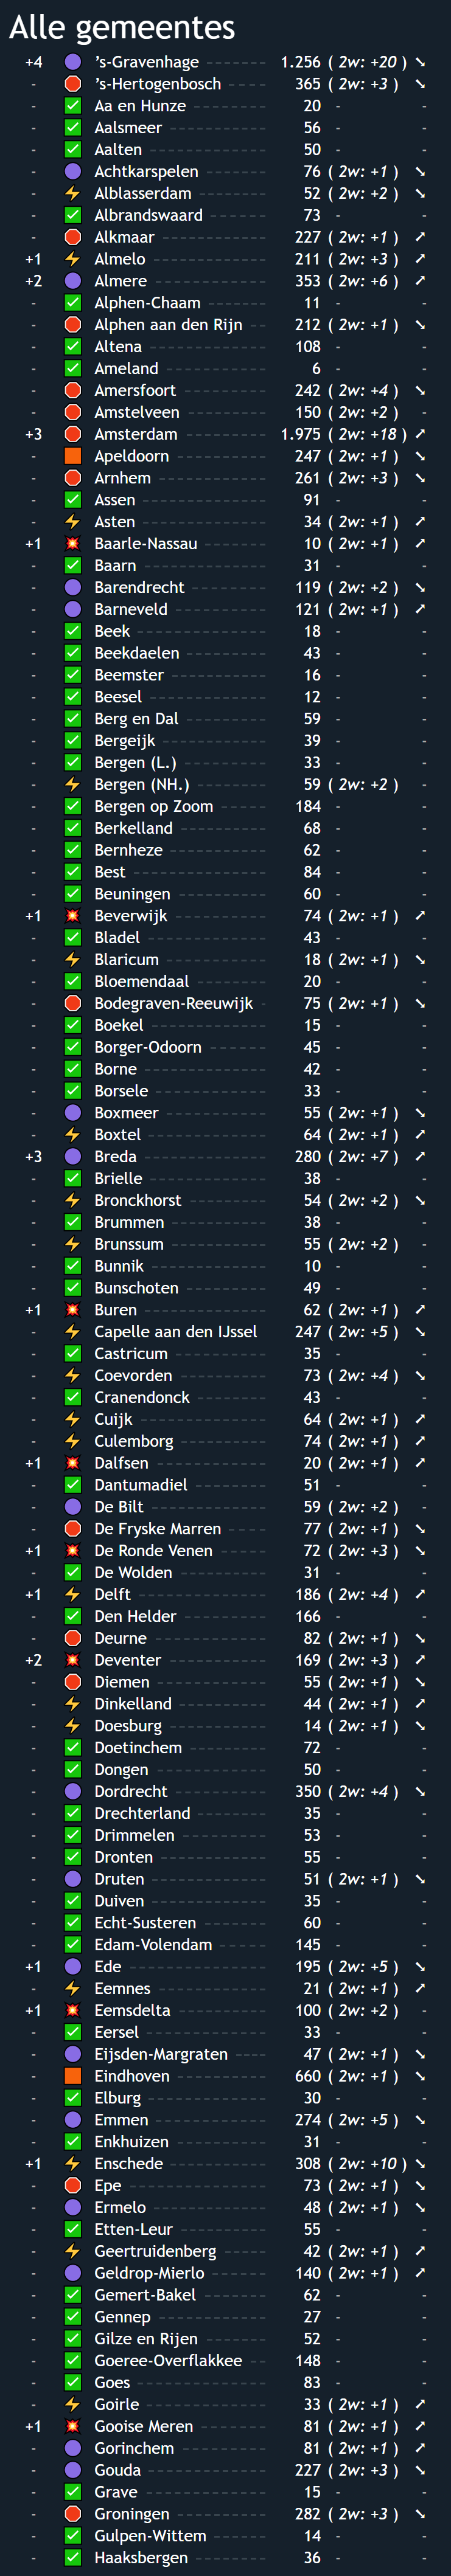 Alle gemeentes
+4 's-Gravenhage 1.256 ( 2w: +20 ) ↘
- 's-Hertogenbosch 365 ( 2w: +3 ) ↘
- Aa en Hunze 20 - -
- Aalsmeer 56 - -
- Aalten 50 - -
- Achtkarspelen 76 ( 2w: +1 ) ↘
- Alblasserdam 52 ( 2w: +2 ) ↘
- Albrandswaard 73 - -
- Alkmaar 227 ( 2w: +1 ) ↗
+1 Almelo 211 ( 2w: +3 ) ↗
+2 Almere 353 ( 2w: +6 ) ↗
- Alphen-Chaam 11 - -
- Alphen aan den Rijn 212 ( 2w: +1 ) ↘
- Altena 108 - -
- Ameland 6 - -
- Amersfoort 242 ( 2w: +4 ) ↘
- Amstelveen 150 ( 2w: +2 ) -
+3 Amsterdam 1.975 ( 2w: +18 ) ↗
- Apeldoorn 247 ( 2w: +1 ) ↘
- Arnhem 261 ( 2w: +3 ) ↘
- Assen 91 - -
- Asten 34 ( 2w: +1 ) ↗
+1 Baarle-Nassau 10 ( 2w: +1 ) ↗
- Baarn 31 - -
- Barendrecht 119 ( 2w: +2 ) ↘
- Barneveld 121 ( 2w: +1 ) ↗
- Beek 18 - -
- Beekdaelen 43 - -
- Beemster 16 - -
- Beesel 12 - -
- Berg en Dal 59 - -
- Bergeijk 39 - -
- Bergen (L.) 33 - -
- Bergen (NH.) 59 ( 2w: +2 ) -
- Bergen op Zoom 184 - -
- Berkelland 68 - -
- Bernheze 62 - -
- Best 84 - -
- Beuningen 60 - -
+1 Beverwijk 74 ( 2w: +1 ) ↗
- Bladel 43 - -
- Blaricum 18 ( 2w: +1 ) ↘
- Bloemendaal 20 - -
- Bodegraven-Reeuwijk 75 ( 2w: +1 ) ↘
- Boekel 15 - -
- Borger-Odoorn 45 - -
- Borne 42 - -
- Borsele 33 - -
- Boxmeer 55 ( 2w: +1 ) ↘
- Boxtel 64 ( 2w: +1 ) ↗
+3 Breda 280 ( 2w: +7 ) ↗
- Brielle 38 - -
- Bronckhorst 54 ( 2w: +2 ) ↘
- Brummen 38 - -
- Brunssum 55 ( 2w: +2 ) -
- Bunnik 10 - -
- Bunschoten 49 - -
+1 Buren 62 ( 2w: +1 ) ↗
- Capelle aan den IJssel 247 ( 2w: +5 ) ↘
- Castricum 35 - -
- Coevorden 73 ( 2w: +4 ) ↘
- Cranendonck 43 - -
- Cuijk 64 ( 2w: +1 ) ↗
- Culemborg 74 ( 2w: +1 ) ↗
+1 Dalfsen 20 ( 2w: +1 ) ↗
- Dantumadiel 51 - -
- De Bilt 59 ( 2w: +2 ) -
- De Fryske Marren 77 ( 2w: +1 ) ↘
+1 De Ronde Venen 72 ( 2w: +3 ) ↘
- De Wolden 31 - -
+1 Delft 186 ( 2w: +4 ) ↗
- Den Helder 166 - -
- Deurne 82 ( 2w: +1 ) ↘
+2 Deventer 169 ( 2w: +3 ) ↗
- Diemen 55 ( 2w: +1 ) ↘
- Dinkelland 44 ( 2w: +1 ) ↗
- Doesburg 14 ( 2w: +1 ) ↘
- Doetinchem 72 - -
- Dongen 50 - -
- Dordrecht 350 ( 2w: +4 ) ↘
- Drechterland 35 - -
- Drimmelen 53 - -
- Dronten 55 - -
- Druten 51 ( 2w: +1 ) ↘
- Duiven 35 - -
- Echt-Susteren 60 - -
- Edam-Volendam 145 - -
+1 Ede 195 ( 2w: +5 ) ↘
- Eemnes 21 ( 2w: +1 ) ↗
+1 Eemsdelta 100 ( 2w: +2 ) -
- Eersel 33 - -
- Eijsden-Margraten 47 ( 2w: +1 ) ↘
- Eindhoven 660 ( 2w: +1 ) ↘
- Elburg 30 - -
- Emmen 274 ( 2w: +5 ) ↘
- Enkhuizen 31 - -
+1 Enschede 308 ( 2w: +10 ) ↘
- Epe 73 ( 2w: +1 ) ↘
- Ermelo 48 ( 2w: +1 ) ↘
- Etten-Leur 55 - -
- Geertruidenberg 42 ( 2w: +1 ) ↗
- Geldrop-Mierlo 140 ( 2w: +1 ) ↗
- Gemert-Bakel 62 - -
- Gennep 27 - -
- Gilze en Rijen 52 - -
- Goeree-Overflakkee 148 - -
- Goes 83 - -
- Goirle 33 ( 2w: +1 ) ↗
+1 Gooise Meren 81 ( 2w: +1 ) ↗
- Gorinchem 81 ( 2w: +1 ) ↗
- Gouda 227 ( 2w: +3 ) ↘
- Grave 15 - -
- Groningen 282 ( 2w: +3 ) ↘
- Gulpen-Wittem 14 - -
- Haaksbergen 36 - -